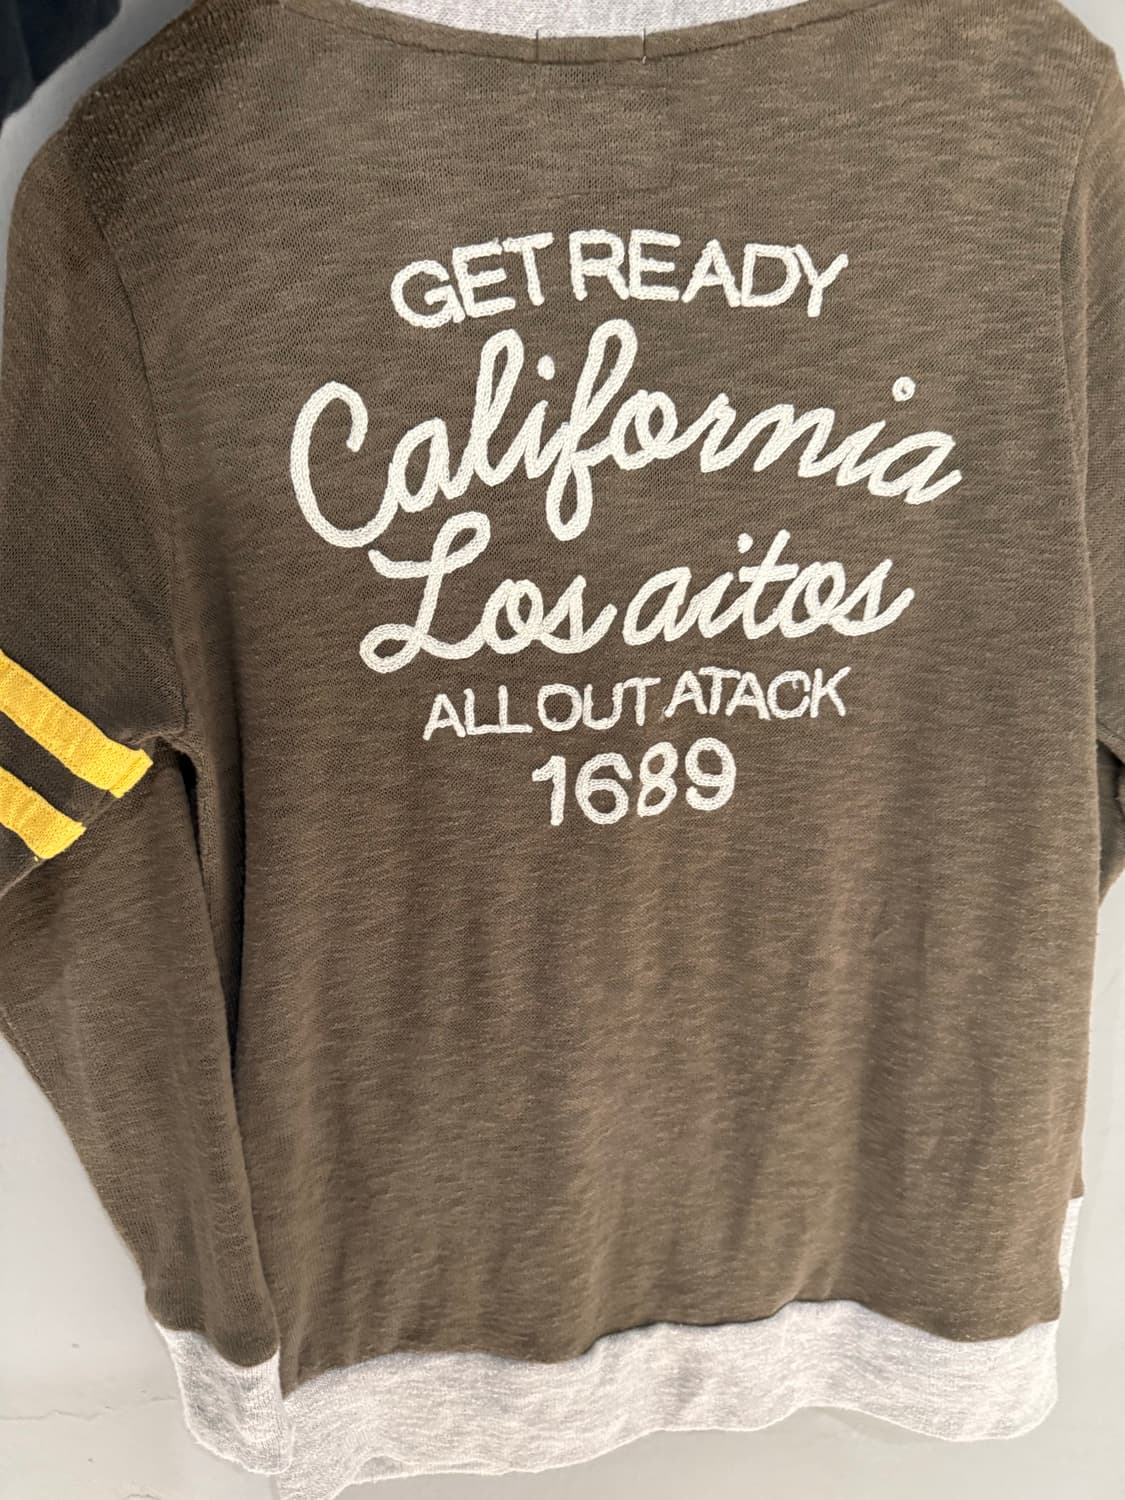 GET READY
California
Los aitos
ALL OUT ATACK
1689